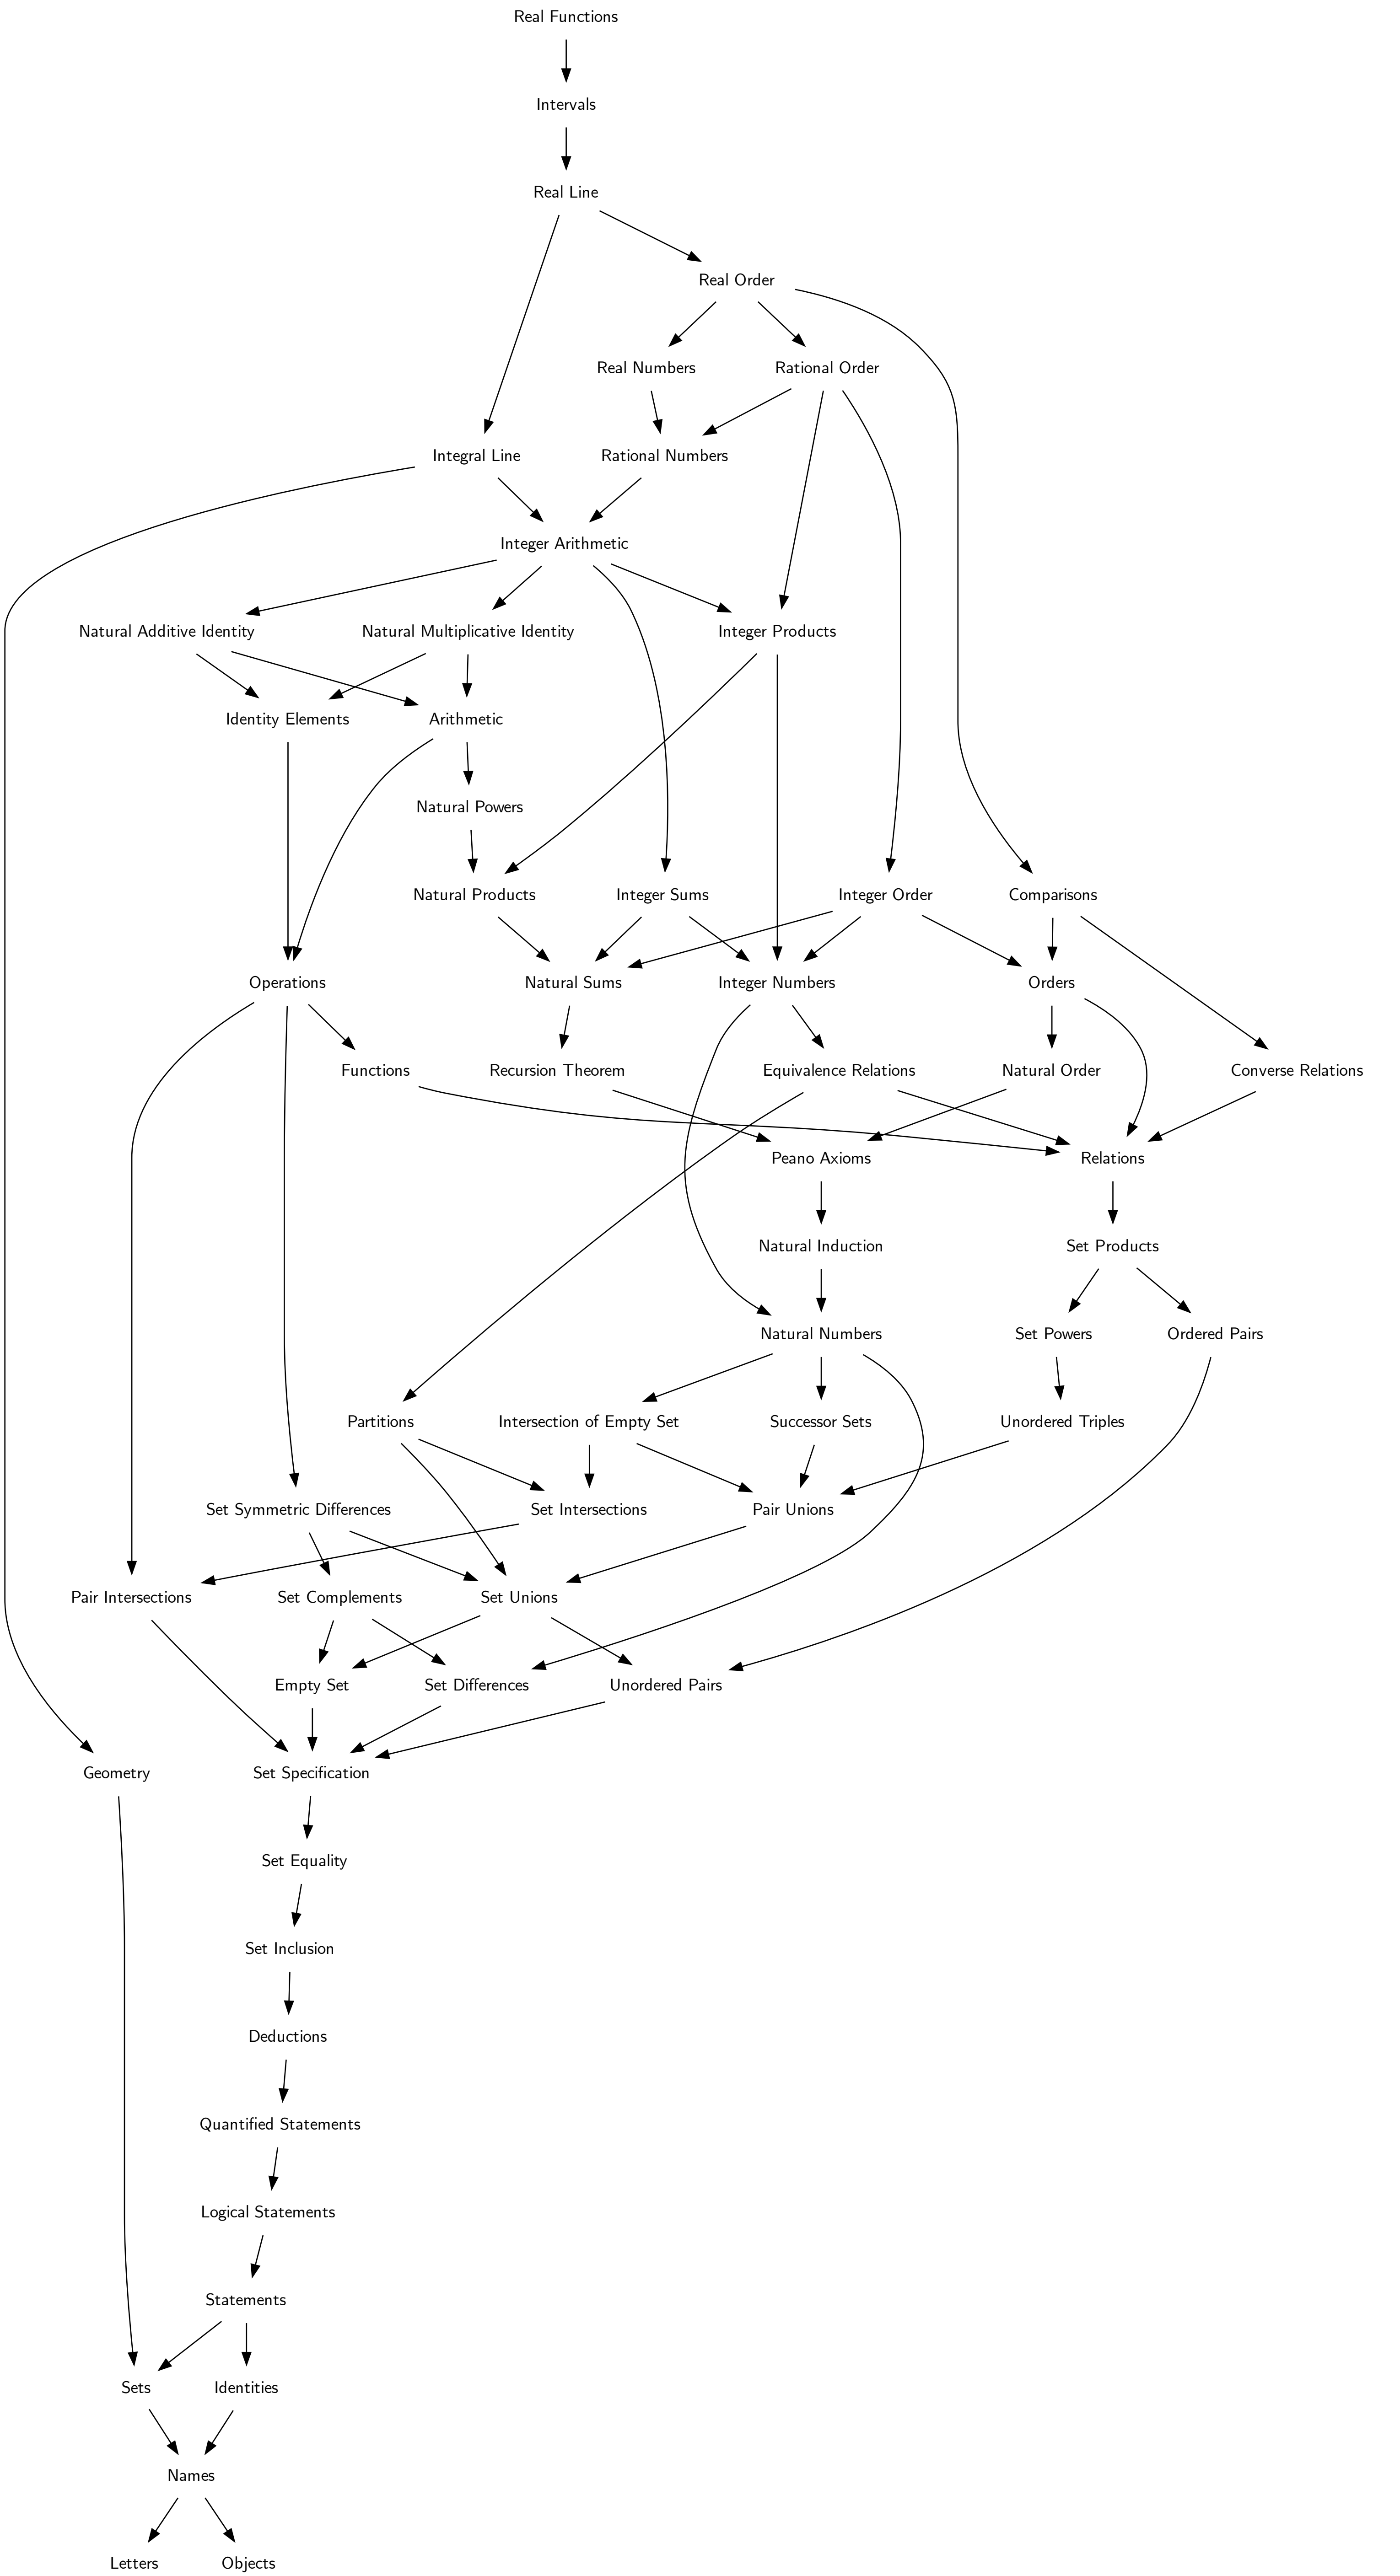 Real Functions
Intervals
Real Line
Real Order
Real Numbers
Rational Order
Integral Line
Rational Numbers
Integer Arithmetic
Natural Additive Identity
Natural Multiplicative Identity
Integer Products
Identity Elements
Arithmetic
Natural Powers
Natural Products
Integer Sums
Integer Order
Comparisons
Operations
Natural Sums
Integer Numbers
Orders
Functions
Recursion Theorem
Equivalence Relations
Natural Order
Converse Relations
Peano Axioms
Relations
Natural Induction
Set Products
Natural Numbers
Set Powers
Ordered Pairs
Partitions
Intersection of Empty Set
Successor Sets
Unordered Triples
Set Symmetric Differences
Set Intersections
Pair Unions
Pair Intersections
Set Complements
Set Unions
Empty Set
Set Differences
Unordered Pairs
Geometry
Set Specification
Set Equality
Set Inclusion
Deductions
Quantified Statements
Logical Statements
Statements
Sets
Identities
Names
Letters
Objects